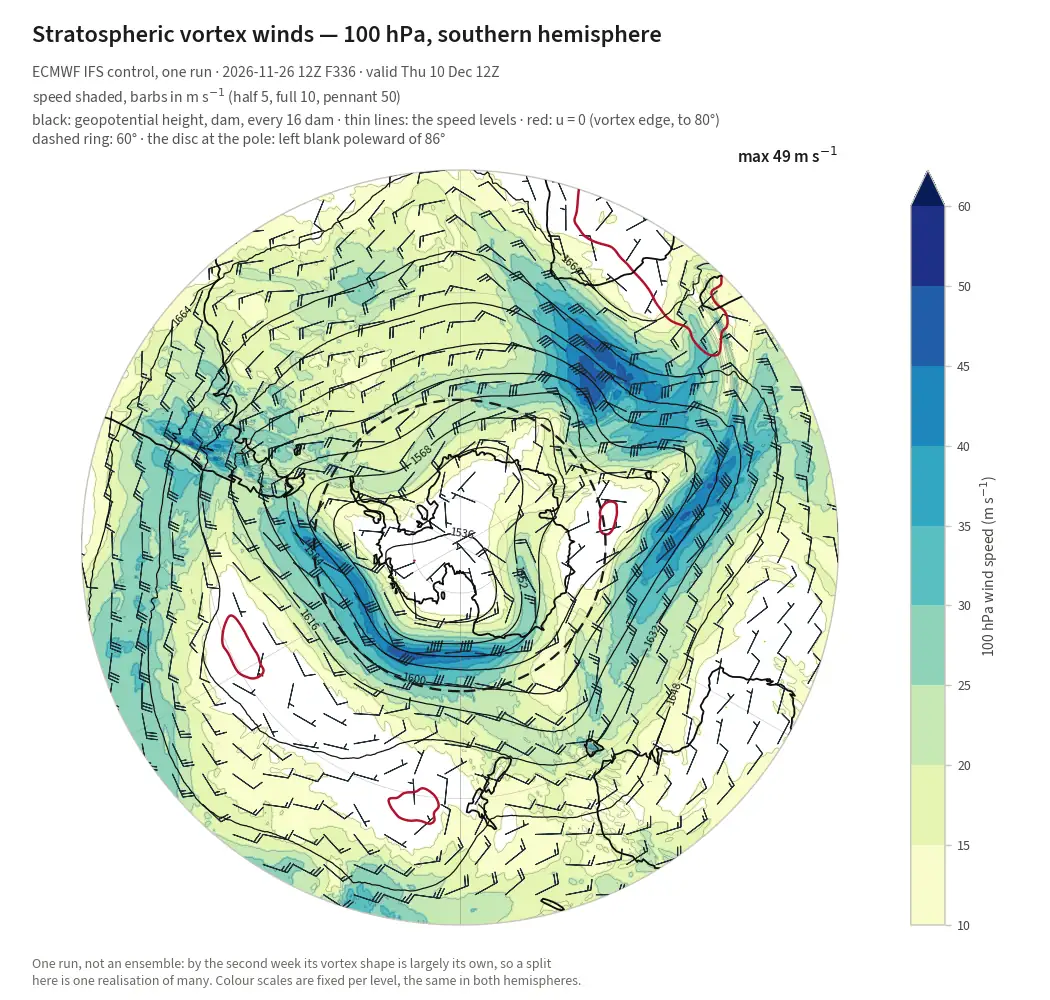 Stratospheric vortex winds — 100 hPa, southern hemisphere
ECMWF IFS control, one run · 2026-11-26 12Z F336 · valid Thu 10 Dec 12Z
speed shaded, barbs in m s⁻¹ (half 5, full 10, pennant 50)
black: geopotential height, dam, every 16 dam · thin lines: the speed levels · red: u = 0 (vortex edge, to 80°)
dashed ring: 60° · the disc at the pole: left blank poleward of 86°
max 49 m s⁻¹
60
50
45
40
35
30
25
20
15
10
100 hPa wind speed (m s⁻¹)
1664
1664
1568
1536
1552
1616
1600
1632
1648
One run, not an ensemble: by the second week its vortex shape is largely its own, so a split
here is one realisation of many. Colour scales are fixed per level, the same in both hemispheres.